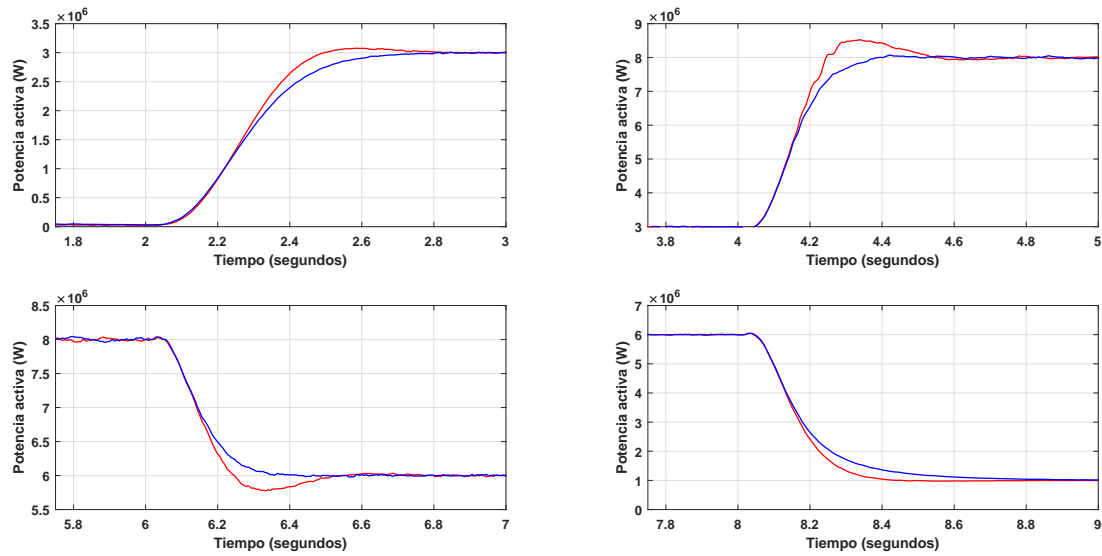 ×10⁶
3.5
3
2.5
2
1.5
1
0.5
0
Potencia activa (W)
1.8 2 2.2 2.4 2.6 2.8 3
Tiempo (segundos)
×10⁶
9
8
7
6
5
4
3
Potencia activa (W)
3.8 4 4.2 4.4 4.6 4.8 5
Tiempo (segundos)
×10⁶
8.5
8
7.5
7
6.5
6
5.5
Potencia activa (W)
5.8 6 6.2 6.4 6.6 6.8 7
Tiempo (segundos)
×10⁶
7
6
5
4
3
2
1
0
Potencia activa (W)
7.8 8 8.2 8.4 8.6 8.8 9
Tiempo (segundos)